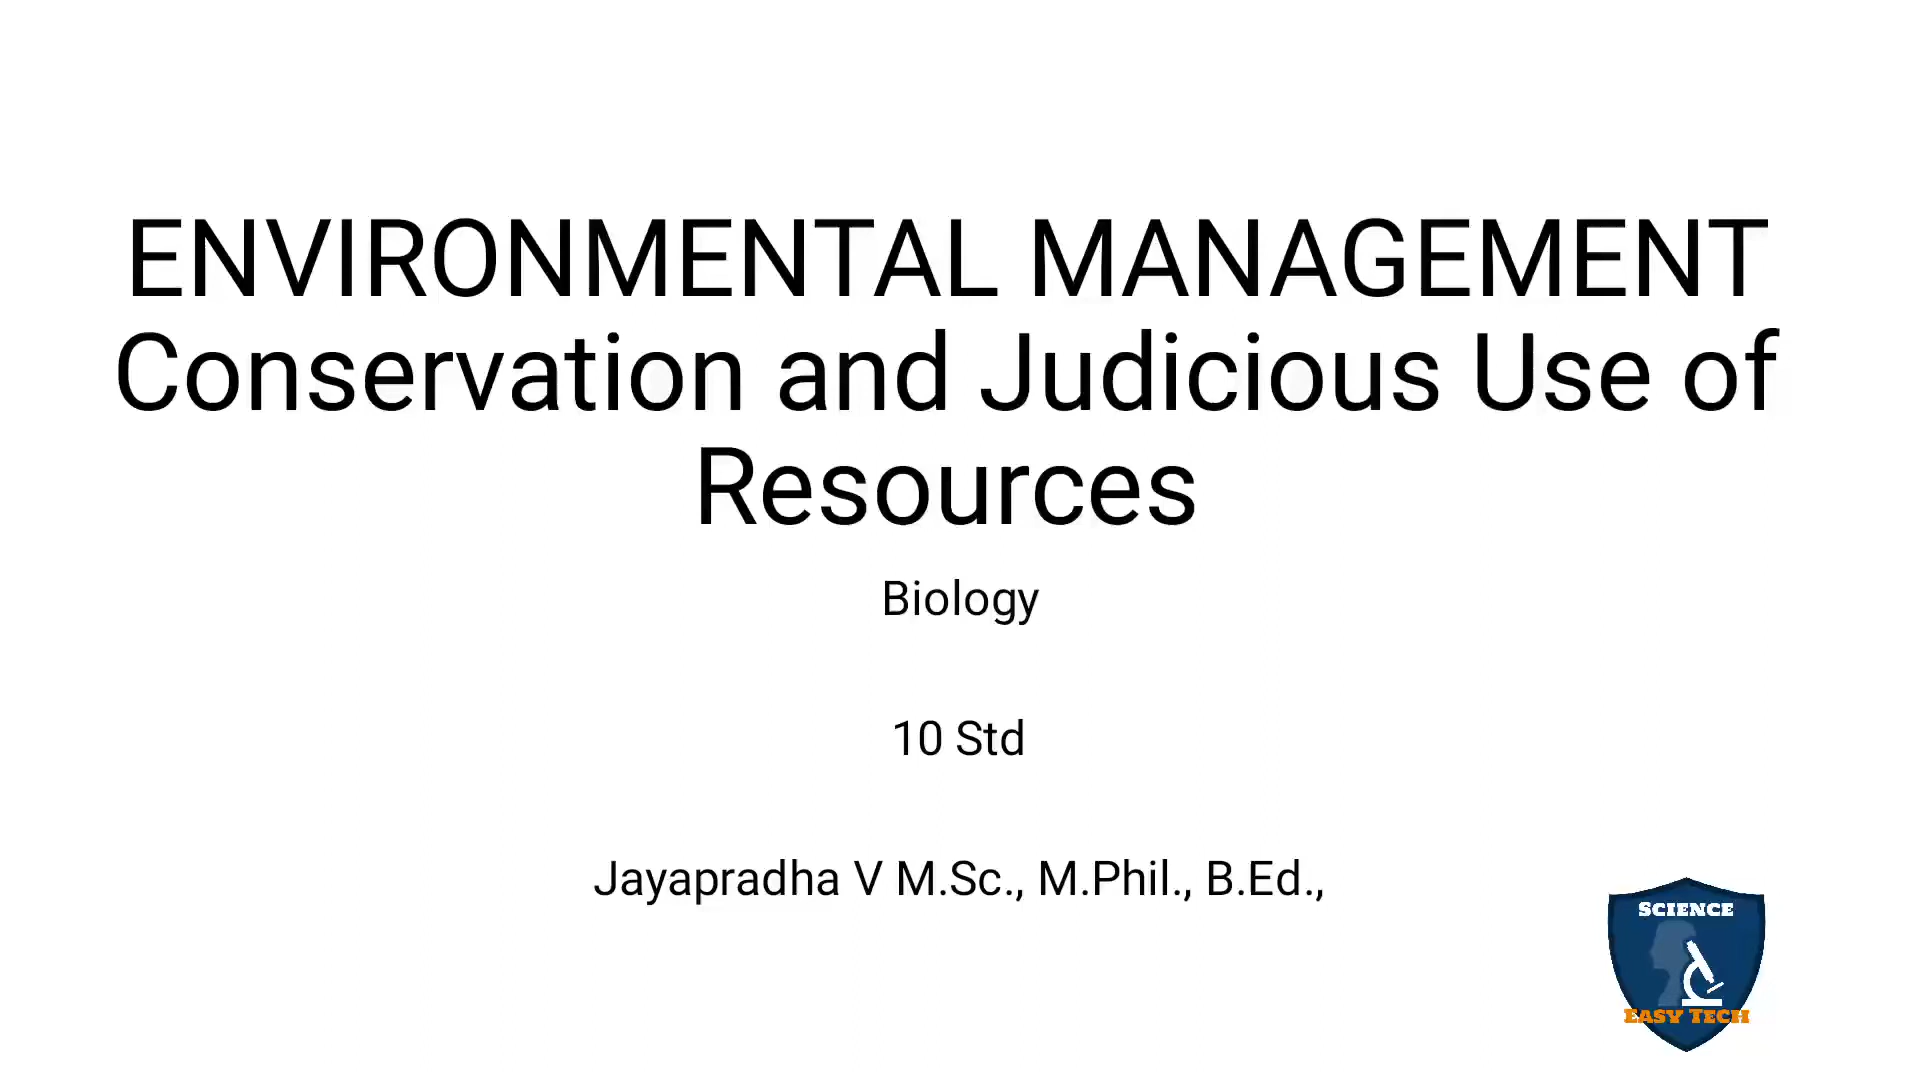 ENVIRONMENTAL MANAGEMENT
Conservation and Judicious Use of
Resources
Biology
10 Std
Jayapradha V M.Sc., M.Phil., B.Ed.,
SCIENCE
EASY TECH